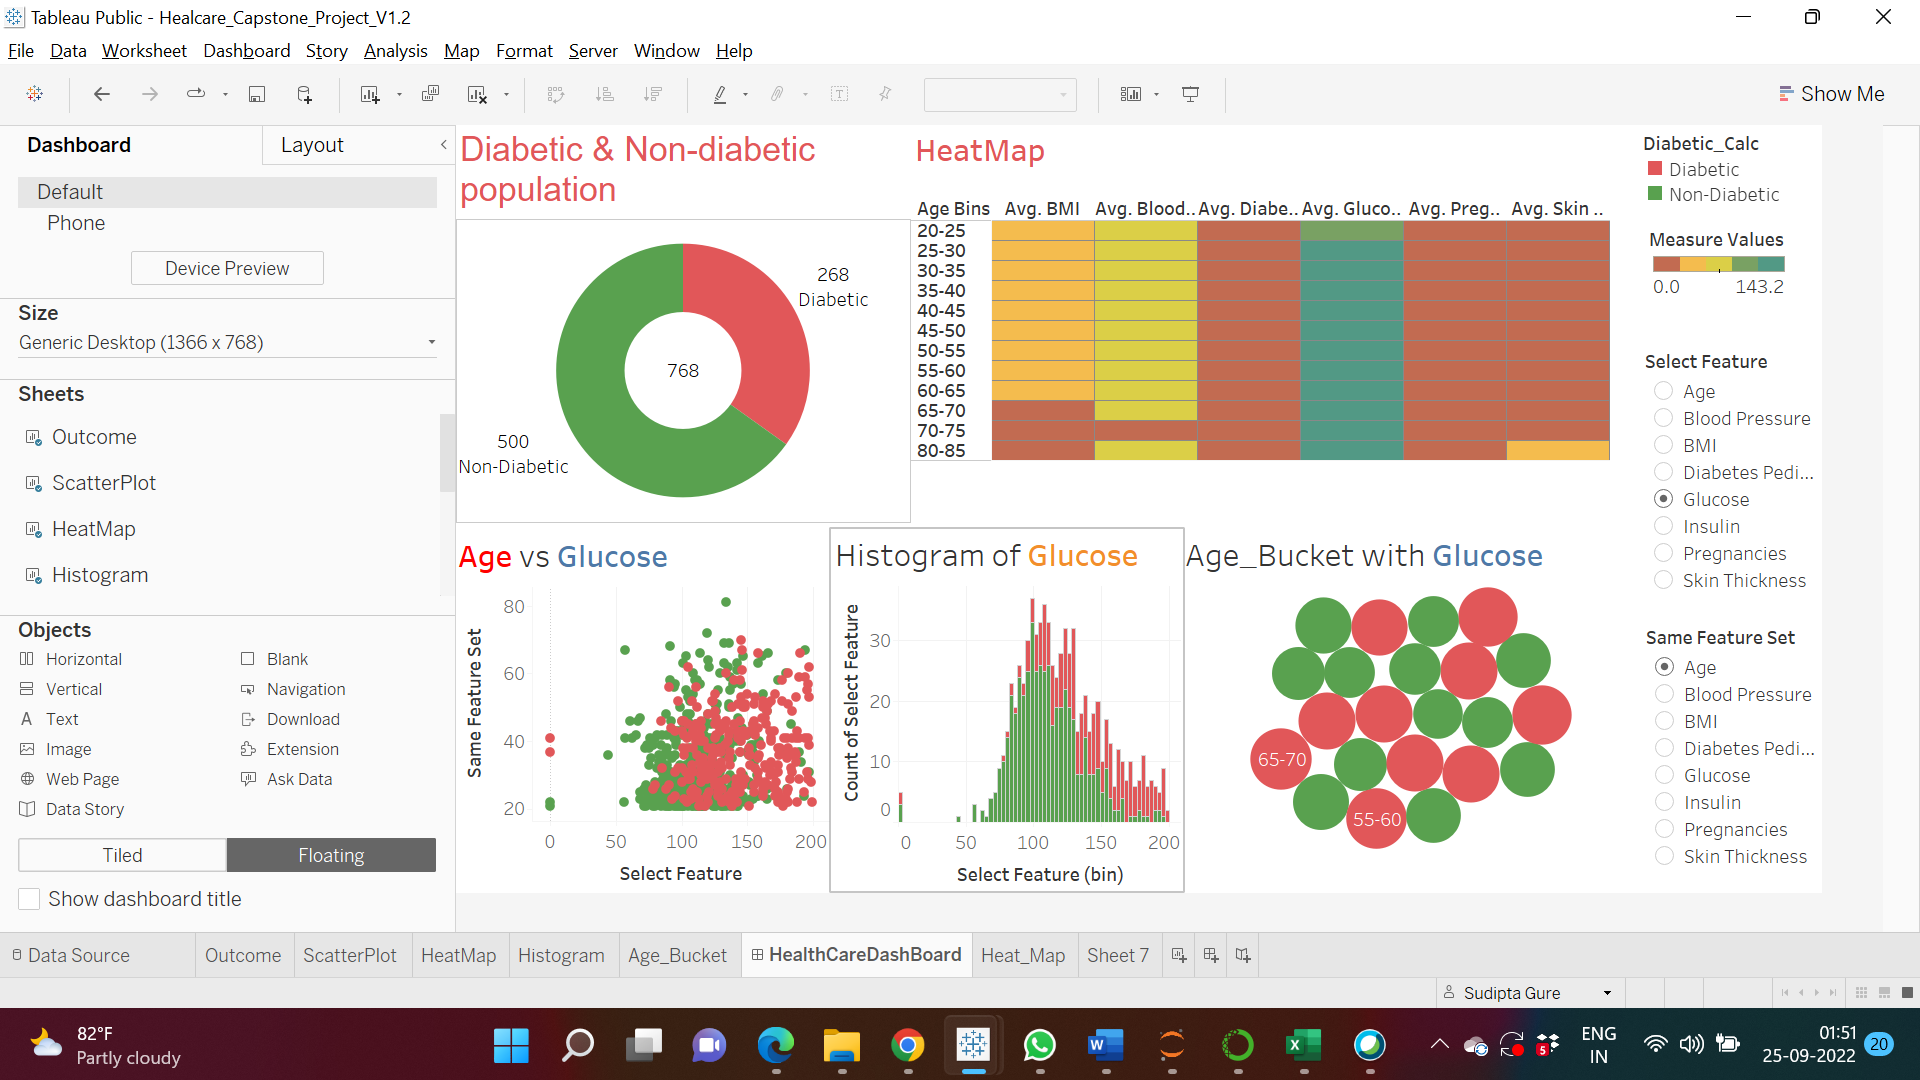 Tableau Public - Healcare_Capstone_Project_V1.2
File Data Worksheet Dashboard Story Analysis Map Format Server Window Help
Show Me
Dashboard Layout
Default
Phone
Device Preview
Size
Generic Desktop (1366 x 768)
Sheets
Outcome
ScatterPlot
HeatMap
Histogram
Objects
Horizontal Blank
Vertical Navigation
A Text Download
Image Extension
Web Page Ask Data
Data Story
Tiled Floating
Show dashboard title
Diabetic & Non-diabetic
population
268
Diabetic
768
500
Non-Diabetic
HeatMap
Age Bins Avg. BMI Avg. Blood.. Avg. Diabe.. Avg. Gluco.. Avg. Preg.. Avg. Skin ..
20-25
25-30
30-35
35-40
40-45
45-50
50-55
55-60
60-65
65-70
70-75
80-85
Diabetic_Calc
Diabetic
Non-Diabetic
Measure Values
0.0 143.2
Select Feature
Age
Blood Pressure
BMI
Diabetes Pedi...
Glucose
Insulin
Pregnancies
Skin Thickness
Same Feature Set
Age
Blood Pressure
BMI
Diabetes Pedi...
Glucose
Insulin
Pregnancies
Skin Thickness
Age vs Glucose
Same Feature Set
80
60
40
20
0 50 100 150 200
Select Feature
Histogram of Glucose
Count of Select Feature
30
20
10
0
0 50 100 150 200
Select Feature (bin)
Age_Bucket with Glucose
65-70
55-60
Data Source Outcome ScatterPlot HeatMap Histogram Age_Bucket HealthCareDashBoard Heat_Map Sheet 7
Sudipta Gure
82°F
Partly cloudy
W
X
5
ENG
IN
01:51
25-09-2022
20